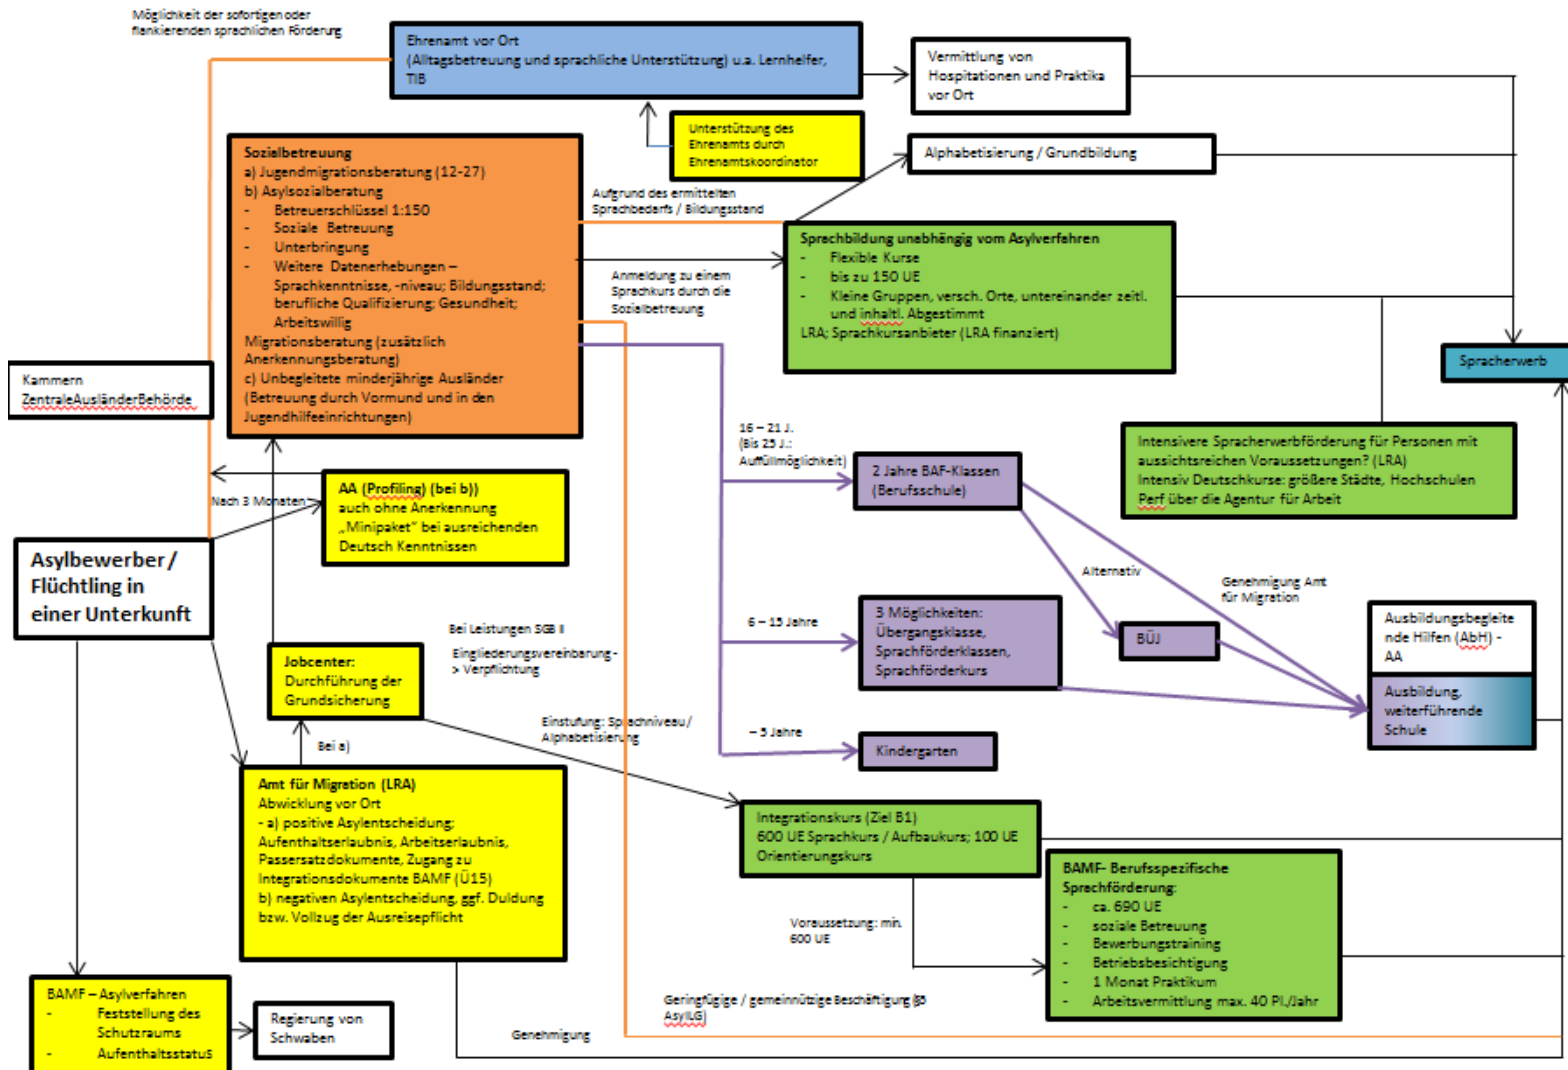 Möglichkeit der sofortigen oder
flankierenden sprachlichen Förderung
Ehrenamt vor Ort
(Alltagsbetreuung und sprachliche Unterstützung) u.a. Lernhelfer,
TIB
Vermittlung von
Hospitationen und Praktika
vor Ort
Unterstützung des
Ehrenamts durch
Ehrenamtskoordinator
Alphabetisierung / Grundbildung
Sozialbetreuung
a) Jugendmigrationsberatung (12-27)
b) Asylsozialberatung
- Betreuerschlüssel 1:150
- Soziale Betreuung
- Unterbringung
- Weitere Datenerhebungen –
Sprachkenntnisse, -niveau; Bildungsstand;
berufliche Qualifizierung; Gesundheit;
Arbeitswillig
Migrationsberatung (zusätzlich
Anerkennungsberatung)
c) Unbegleitete minderjährige Ausländer
(Betreuung durch Vormund und in den
Jugendhilfeeinrichtungen)
Aufgrund des ermittelten
Sprachbedarfs / Bildungsstand
Anmeldung zu einem
Sprachkurs durch die
Sozialbetreuung
Sprachbildung unabhängig vom Asylverfahren
- Flexible Kurse
- bis zu 150 UE
- Kleine Gruppen, versch. Orte, untereinander zeitl.
und inhaltl. Abgestimmt
LRA; Sprachkursanbieter (LRA finanziert)
Spracherwerb
Kammern
ZentraleAusländerBehörde
16 – 21 J.
(Bis 25 J.:
Auffüllmöglichkeit)
2 Jahre BAF-Klassen
(Berufsschule)
Intensivere Spracherwerbförderung für Personen mit
aussichtsreichen Voraussetzungen? (LRA)
Intensiv Deutschkurse: größere Städte, Hochschulen
Perf über die Agentur für Arbeit
Nach 3 Monaten
AA (Profiling) (bei b))
auch ohne Anerkennung
„Minipaket“ bei ausreichenden
Deutsch Kenntnissen
Asylbewerber /
Flüchtling in
einer Unterkunft
Alternativ
Genehmigung Amt
für Migration
6 – 15 Jahre
3 Möglichkeiten:
Übergangsklasse,
Sprachförderklassen,
Sprachförderkurs
BÜJ
Ausbildungsbegleite
nde Hilfen (AbH) -
AA
Ausbildung,
weiterführende
Schule
Bei Leistungen SGB II
Eingliederungsvereinbarung-
> Verpflichtung
Jobcenter:
Durchführung der
Grundsicherung
Bei a)
Einstufung: Sprachniveau /
Alphabetisierung
– 5 Jahre
Kindergarten
Amt für Migration (LRA)
Abwicklung vor Ort
- a) positive Asylentscheidung;
Aufenthaltserlaubnis, Arbeitserlaubnis,
Passersatzdokumente, Zugang zu
Integrationsdokumente BAMF (Ü15)
b) negativen Asylentscheidung, ggf. Duldung
bzw. Vollzug der Ausreisepflicht
Integrationskurs (Ziel B1)
600 UE Sprachkurs / Aufbaukurs; 100 UE
Orientierungskurs
Voraussetzung: min.
600 UE
BAMF- Berufsspezifische
Sprachförderung:
- ca. 690 UE
- soziale Betreuung
- Bewerbungstraining
- Betriebsbesichtigung
- 1 Monat Praktikum
- Arbeitsvermittlung max. 40 Pl./Jahr
BAMF – Asylverfahren
- Feststellung des
Schutzraums
- Aufenthaltsstatuß
Regierung von
Schwaben
Geringfügige / gemeinnützige Beschäftigung (§5
AsylLG)
Genehmigung